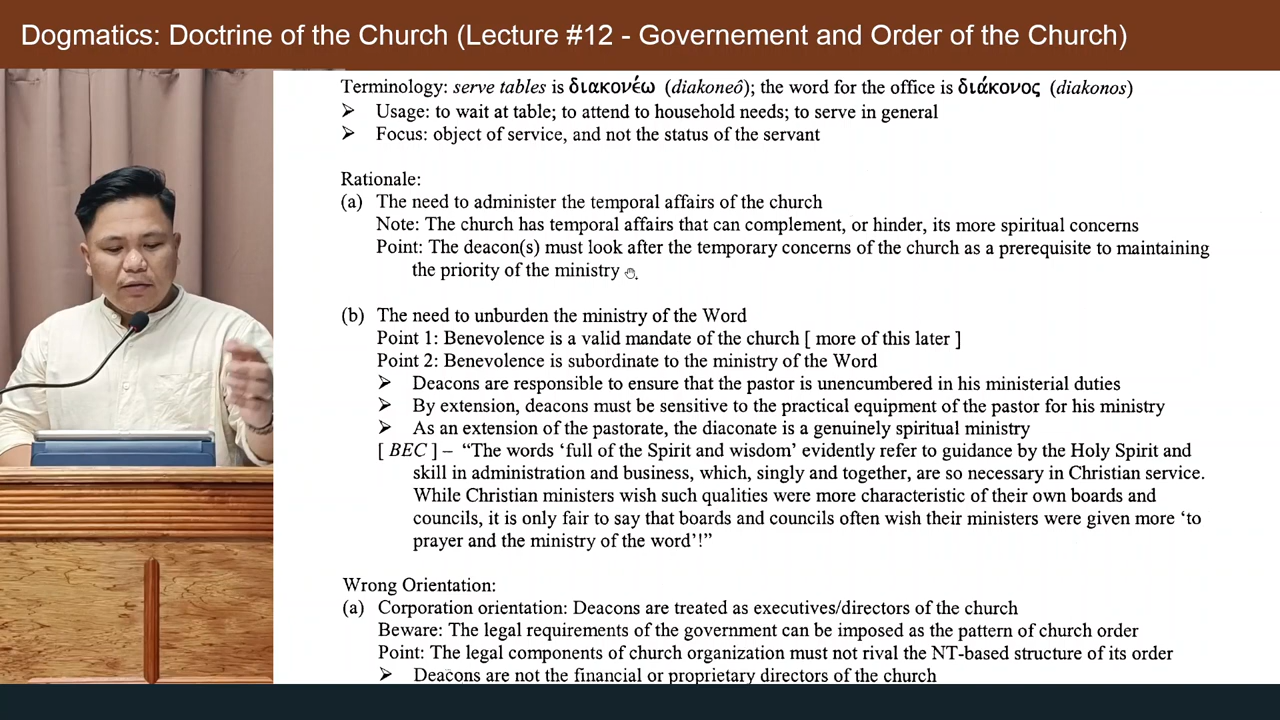 Dogmatics: Doctrine of the Church (Lecture #12 - Governement and Order of the Church)
Terminology: serve tables is διακονέω (diakoneō); the word for the office is διάκονος (diakonos)
➢ Usage: to wait at table; to attend to household needs; to serve in general
➢ Focus: object of service, and not the status of the servant
Rationale:
(a) The need to administer the temporal affairs of the church
Note: The church has temporal affairs that can complement, or hinder, its more spiritual concerns
Point: The deacon(s) must look after the temporary concerns of the church as a prerequisite to maintaining
the priority of the ministry
(b) The need to unburden the ministry of the Word
Point 1: Benevolence is a valid mandate of the church [ more of this later ]
Point 2: Benevolence is subordinate to the ministry of the Word
➢ Deacons are responsible to ensure that the pastor is unencumbered in his ministerial duties
➢ By extension, deacons must be sensitive to the practical equipment of the pastor for his ministry
➢ As an extension of the pastorate, the diaconate is a genuinely spiritual ministry
[ BEC ] – “The words ‘full of the Spirit and wisdom’ evidently refer to guidance by the Holy Spirit and
skill in administration and business, which, singly and together, are so necessary in Christian service.
While Christian ministers wish such qualities were more characteristic of their own boards and
councils, it is only fair to say that boards and councils often wish their ministers were given more ‘to
prayer and the ministry of the word’!”
Wrong Orientation:
(a) Corporation orientation: Deacons are treated as executives/directors of the church
Beware: The legal requirements of the government can be imposed as the pattern of church order
Point: The legal components of church organization must not rival the NT-based structure of its order
➢ Deacons are not the financial or proprietary directors of the church